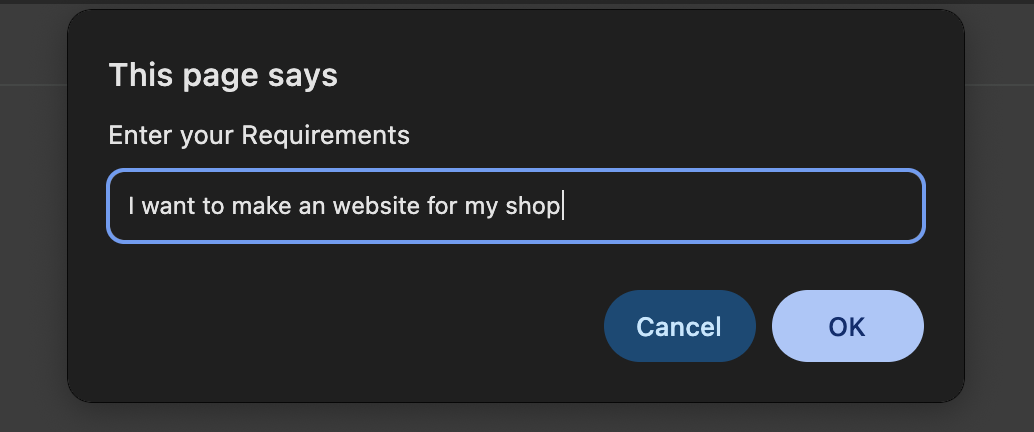 This page says
Enter your Requirements
I want to make an website for my shop
Cancel
OK